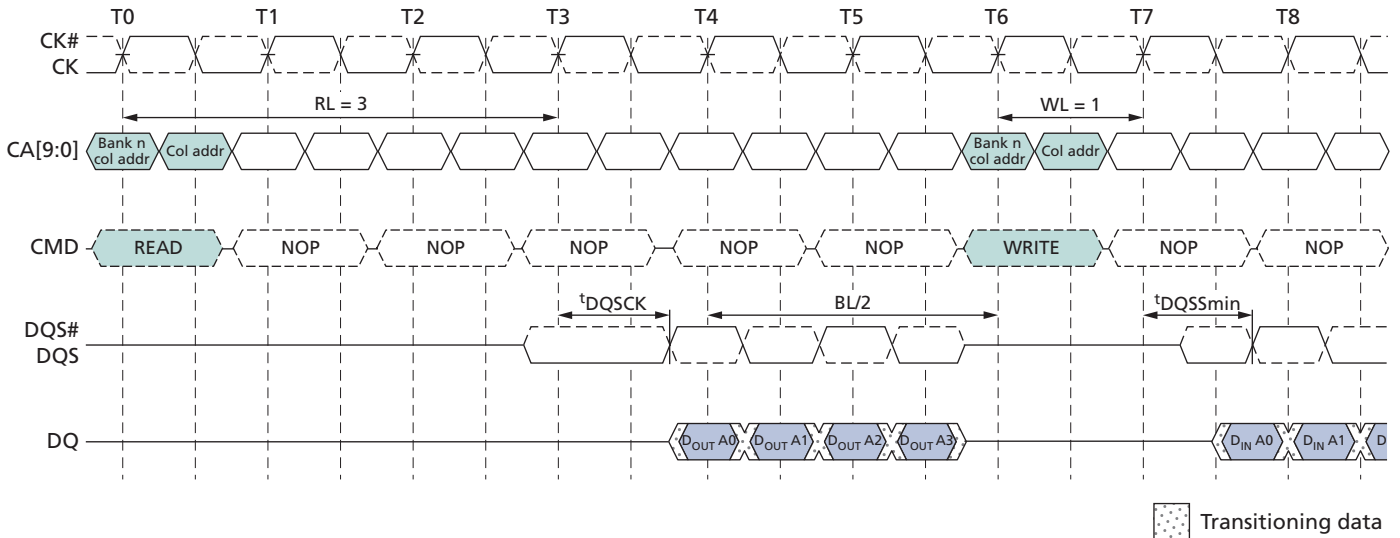 T0 T1 T2 T3 T4 T5 T6 T7 T8
CK#
CK
RL = 3 WL = 1
CA[9:0] Bank n col addr Col addr Bank n col addr Col addr
CMD READ NOP NOP NOP NOP NOP WRITE NOP NOP
tDQSCK BL/2 tDQSSmin
DQS#
DQS
DQ DOUT A0 DOUT A1 DOUT A2 DOUT A3 DIN A0 DIN A1 D
Transitioning data